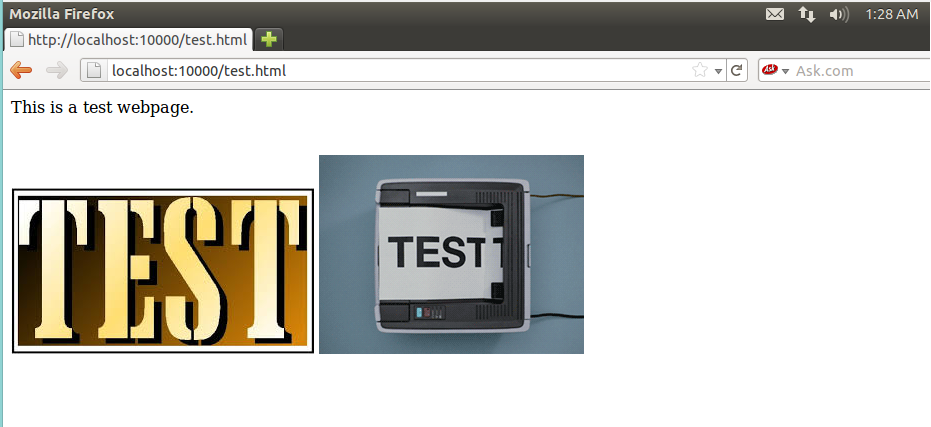 Mozilla Firefox
1:28 AM
http://localhost:10000/test.html
localhost:10000/test.html
Ask
Ask.com
This is a test webpage.
TEST
TEST T